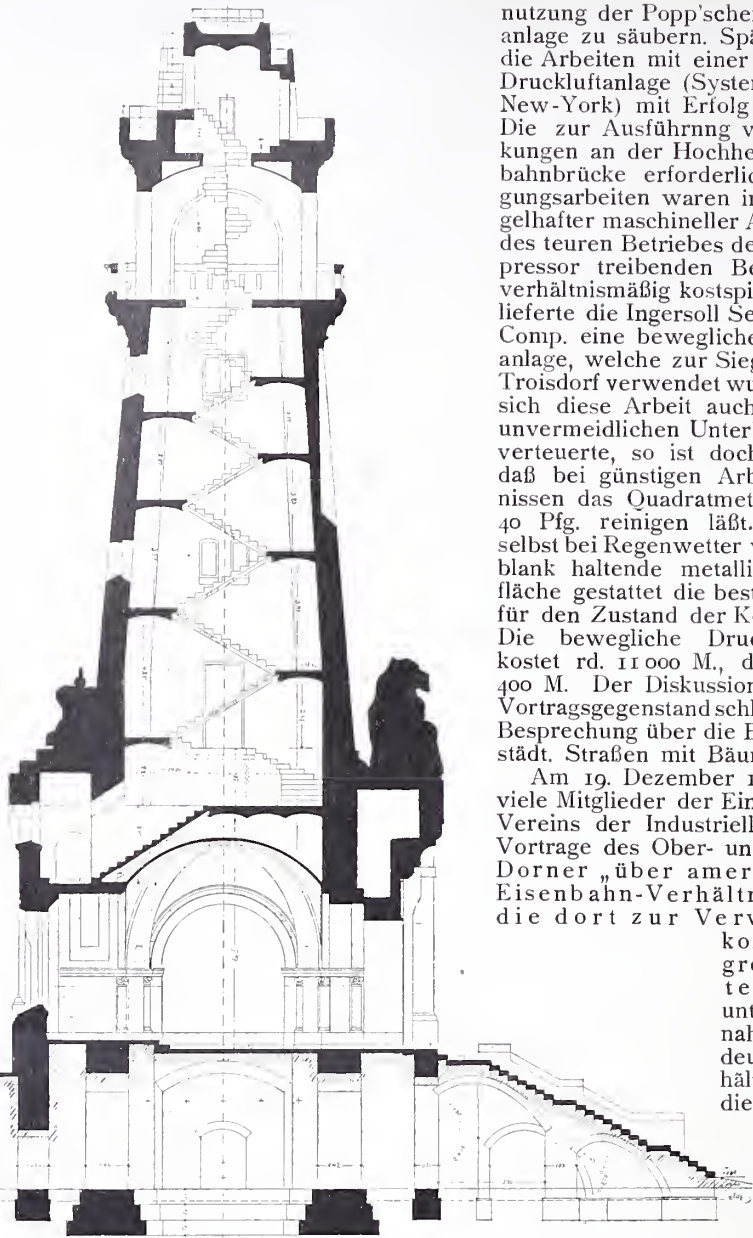 nutzung der Popp'schen
anlage zu säubern. Spä
die Arbeiten mit einer
Druckluftanlage (System
New-York) mit Erfolg
Die zur Ausführnng v
kungen an der Hochhe
bahnbrücke erforderlic
gungsarbeiten waren in
gelhafter maschineller A
des teuren Betriebes de
pressor treibenden Be
verhältnismäßig kostspi
lieferte die Ingersoll Se
Comp. eine bewegliche
anlage, welche zur Sieg
Troisdorf verwendet wu
sich diese Arbeit auch
unvermeidlichen Unter
verteuerte, so ist doch
daß bei günstigen Arb
nissen das Quadratmet
40 Pfg. reinigen läßt.
selbst bei Regenwetter v
blank haltende metalli
fläche gestattet die best
für den Zustand der K
Die bewegliche Druc
kostet rd. 11 000 M., d
400 M. Der Diskussion
Vortragsgegenstand schl
Besprechung über die B
städt. Straßen mit Bäum
Am 19. Dezember 1
viele Mitglieder der Ein
Vereins der Industriell
Vortrage des Ober- un
Dorner „über amer
Eisenbahn-Verhältn
die dort zur Verw
ko
gro
te
unt
nah
deu
häl
die